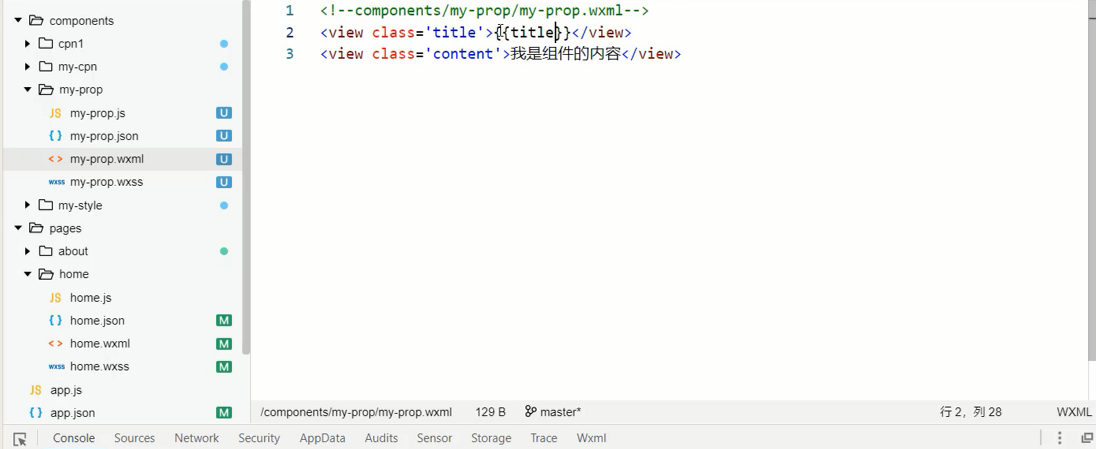 components
cpn1
my-cpn
my-prop
JS my-prop.js U
{} my-prop.json U
<> my-prop.wxml U
wxss my-prop.wxss U
my-style
pages
about
home
JS home.js
{} home.json M
<> home.wxml M
wxss home.wxss M
JS app.js
{} app.json M
1 <!--components/my-prop/my-prop.wxml-->
2 <view class='title'>{{title}}</view>
3 <view class='content'>我是组件的内容</view>
/components/my-prop/my-prop.wxml 129 B master* 行 2，列 28 WXML
Console Sources Network Security AppData Audits Sensor Storage Trace Wxml